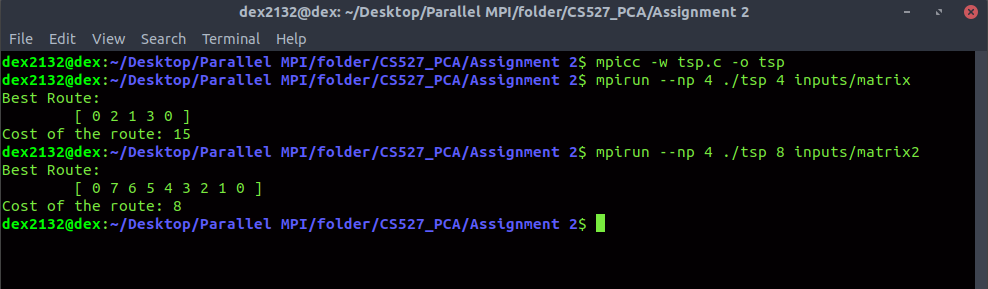 dex2132@dex: ~/Desktop/Parallel MPI/folder/CS527_PCA/Assignment 2
File Edit View Search Terminal Help
dex2132@dex:~/Desktop/Parallel MPI/folder/CS527_PCA/Assignment 2$ mpicc -w tsp.c -o tsp
dex2132@dex:~/Desktop/Parallel MPI/folder/CS527_PCA/Assignment 2$ mpirun --np 4 ./tsp 4 inputs/matrix
Best Route:
[ 0 2 1 3 0 ]
Cost of the route: 15
dex2132@dex:~/Desktop/Parallel MPI/folder/CS527_PCA/Assignment 2$ mpirun --np 4 ./tsp 8 inputs/matrix2
Best Route:
[ 0 7 6 5 4 3 2 1 0 ]
Cost of the route: 8
dex2132@dex:~/Desktop/Parallel MPI/folder/CS527_PCA/Assignment 2$